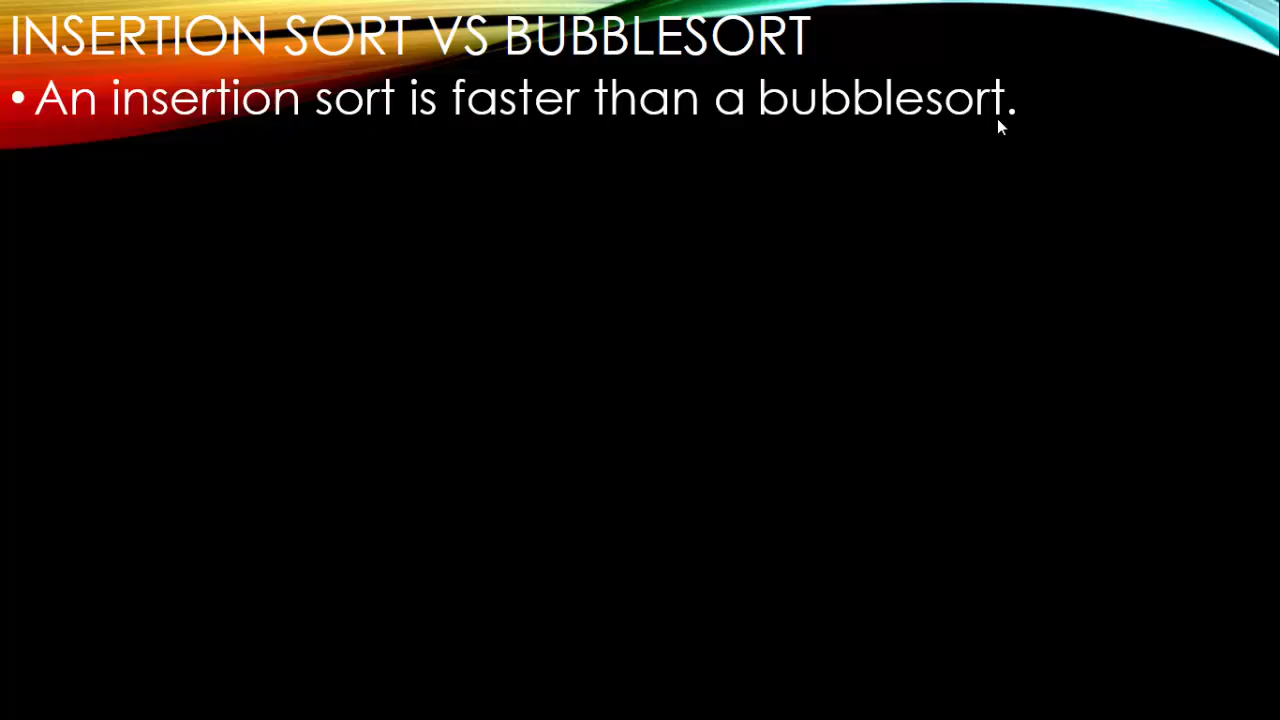 INSERTION SORT VS BUBBLESORT
• An insertion sort is faster than a bubblesort.